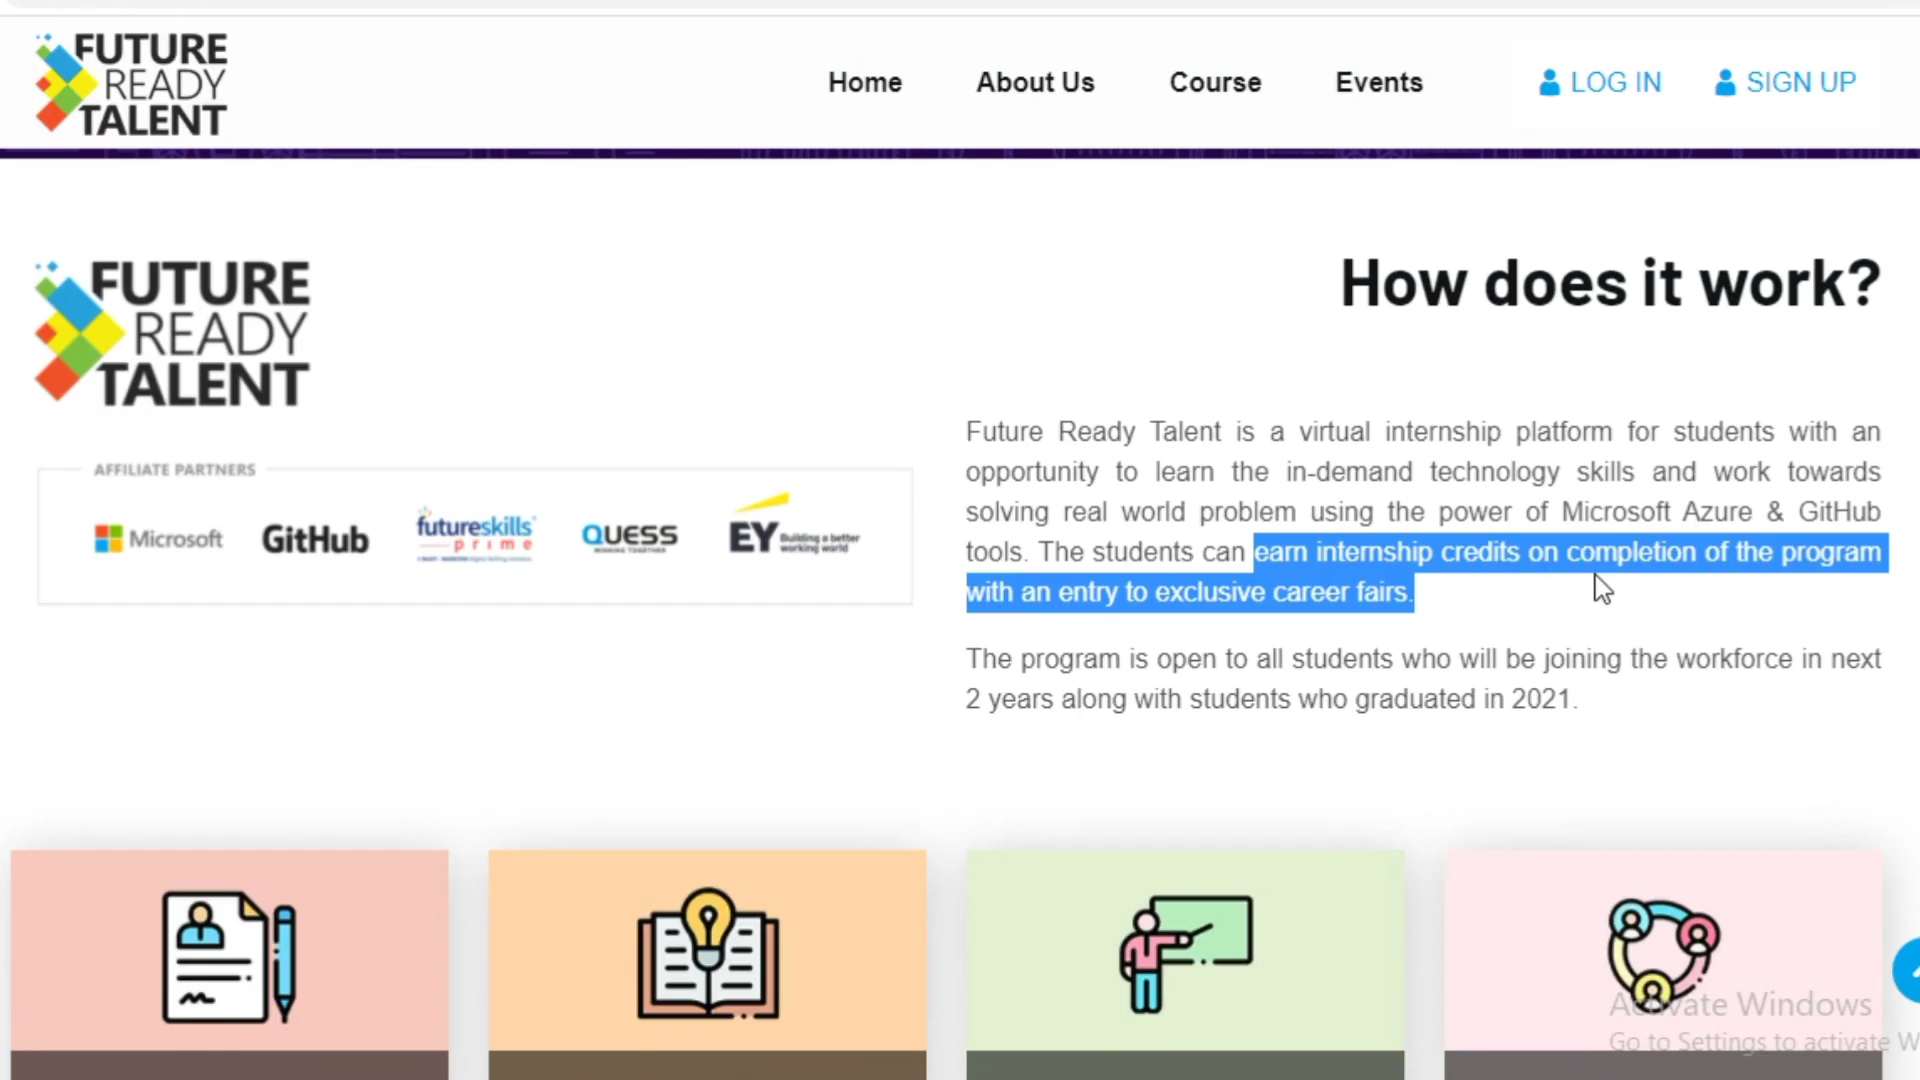 FUTURE
READY
TALENT
Home
About Us
Course
Events
LOG IN
SIGN UP
FUTURE
READY
TALENT
How does it work?
AFFILIATE PARTNERS
Microsoft
GitHub
futureskills
prime
QUESS
WINNING TOGETHER
EY Building a better
working world
Future Ready Talent is a virtual internship platform for students with an
opportunity to learn the in-demand technology skills and work towards
solving real world problem using the power of Microsoft Azure & GitHub
tools. The students can earn internship credits on completion of the program
with an entry to exclusive career fairs.
The program is open to all students who will be joining the workforce in next
2 years along with students who graduated in 2021.
Activate Windows
Go to Settings to activate W